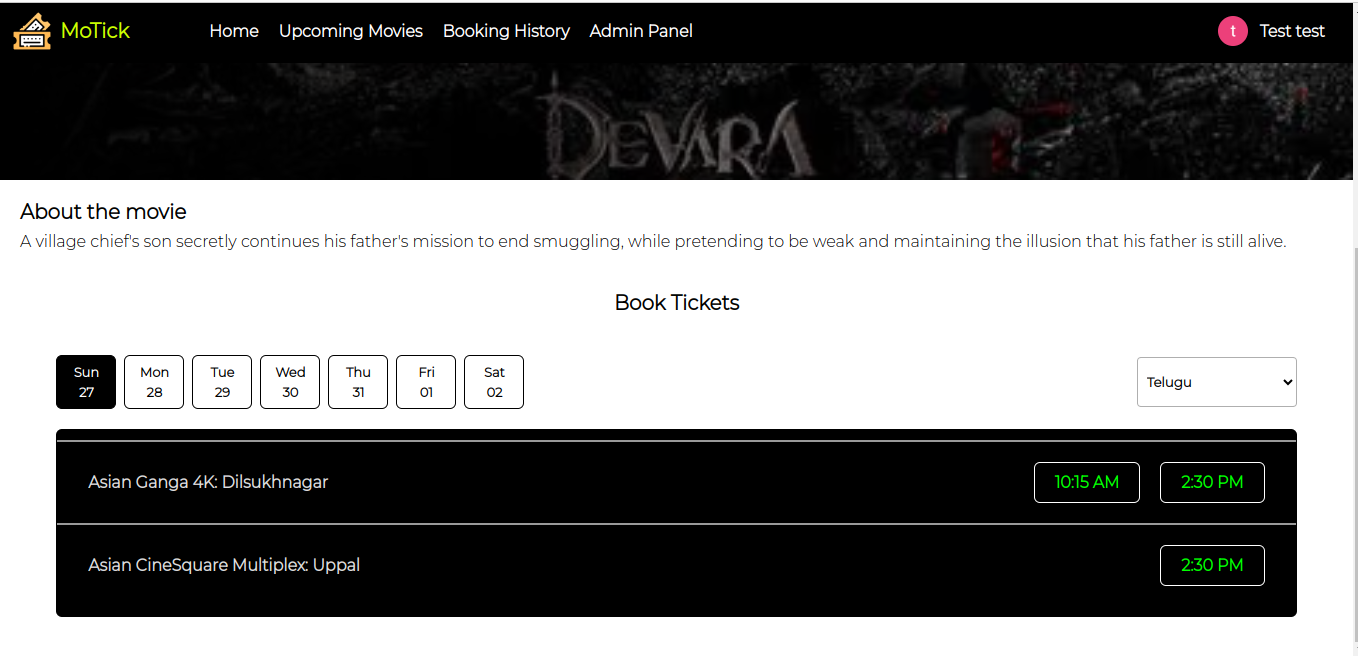 MoTick Home Upcoming Movies Booking History Admin Panel t Test test
DEVARA
About the movie
A village chief's son secretly continues his father's mission to end smuggling, while pretending to be weak and maintaining the illusion that his father is still alive.
Book Tickets
Sun Mon Tue Wed Thu Fri Sat
27 28 29 30 31 01 02
Telugu
Asian Ganga 4K: Dilsukhnagar 10:15 AM 2:30 PM
Asian CineSquare Multiplex: Uppal 2:30 PM